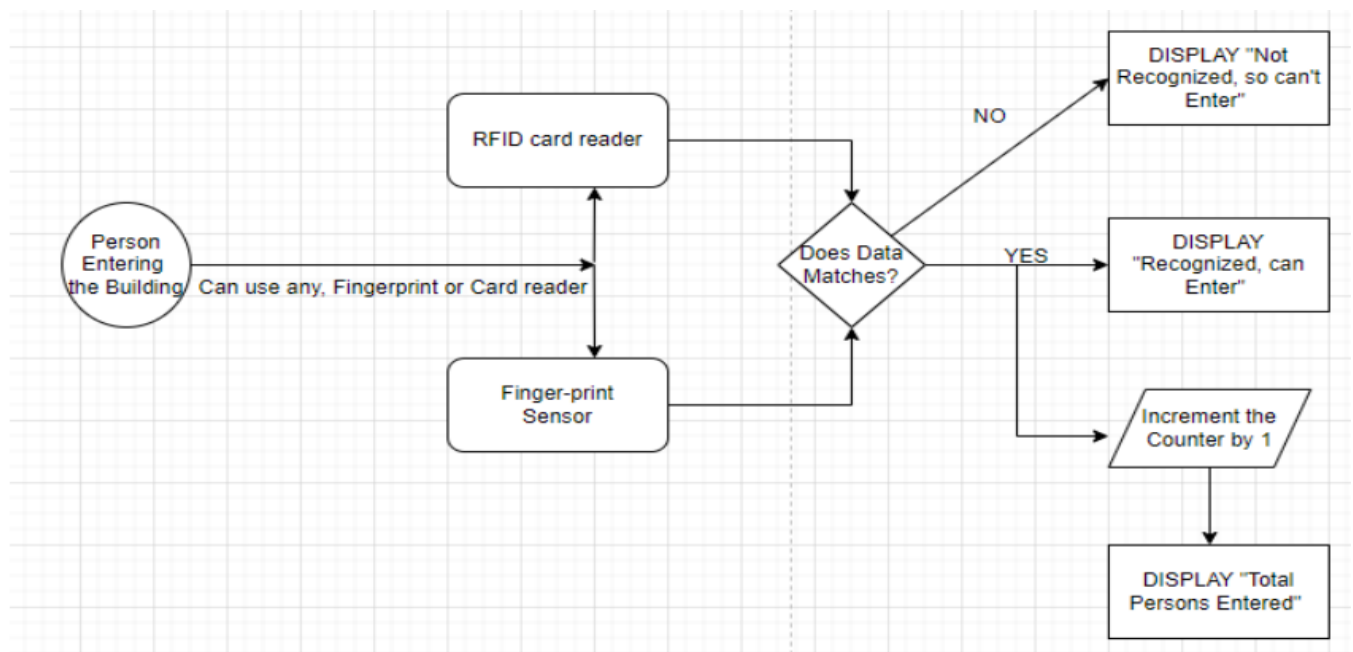 Person
Entering
the Building
Can use any, Fingerprint or Card reader
RFID card reader
Finger-print
Sensor
Does Data
Matches?
NO
DISPLAY "Not
Recognized, so can't
Enter"
YES
DISPLAY
"Recognized, can
Enter"
Increment the
Counter by 1
DISPLAY "Total
Persons Entered"